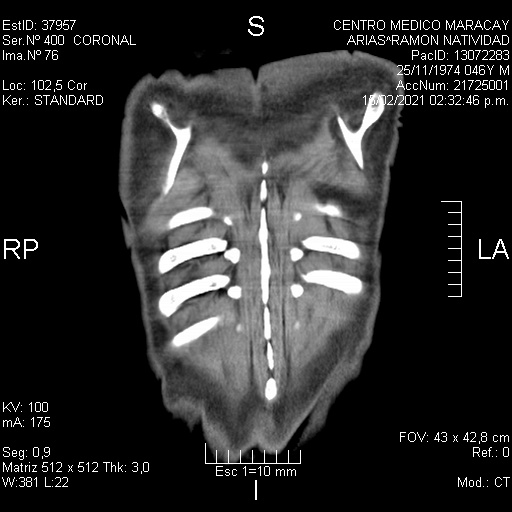 EstID: 37957
Ser.Nº 400 CORONAL
Ima.Nº 76
Loc: 102,5 Cor
Ker.: STANDARD
S
CENTRO MEDICO MARACAY
ARIAS^RAMON NATIVIDAD
PacID: 13072283
25/11/1974 046Y M
AccNum: 21725001
02/2021 02:32:46 p.m.
RP
LA
KV: 100
mA: 175
Seg: 0,9
Matriz 512 x 512 Thk: 3,0
W:381 L:22
Esc 1=10 mm
I
FOV: 43 x 42,8 cm
Ref.: 0
Mod.: CT